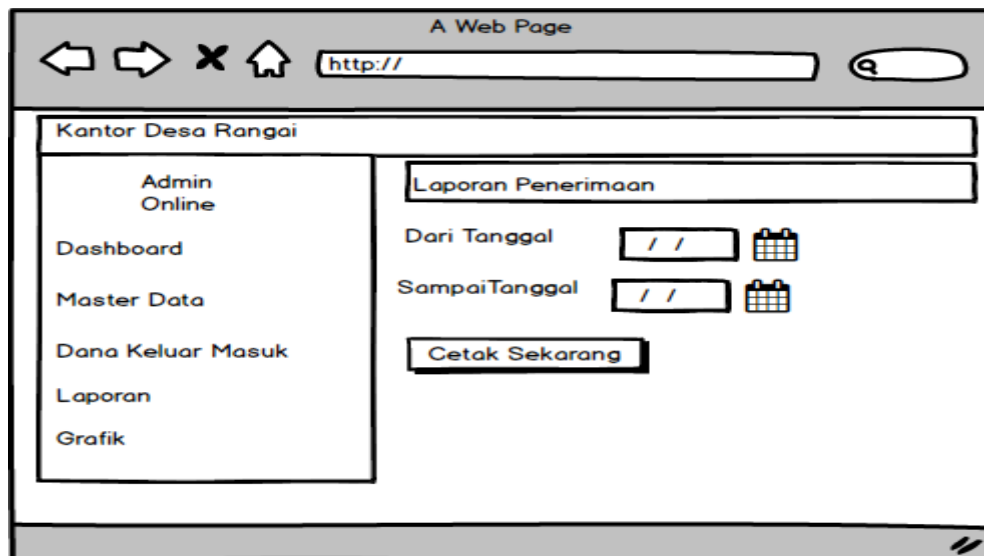 A Web Page
http://
Kantor Desa Rangai
Admin
Online
Dashboard
Master Data
Dana Keluar Masuk
Laporan
Grafik
Laporan Penerimaan
Dari Tanggal / /
SampaiTanggal / /
Cetak Sekarang